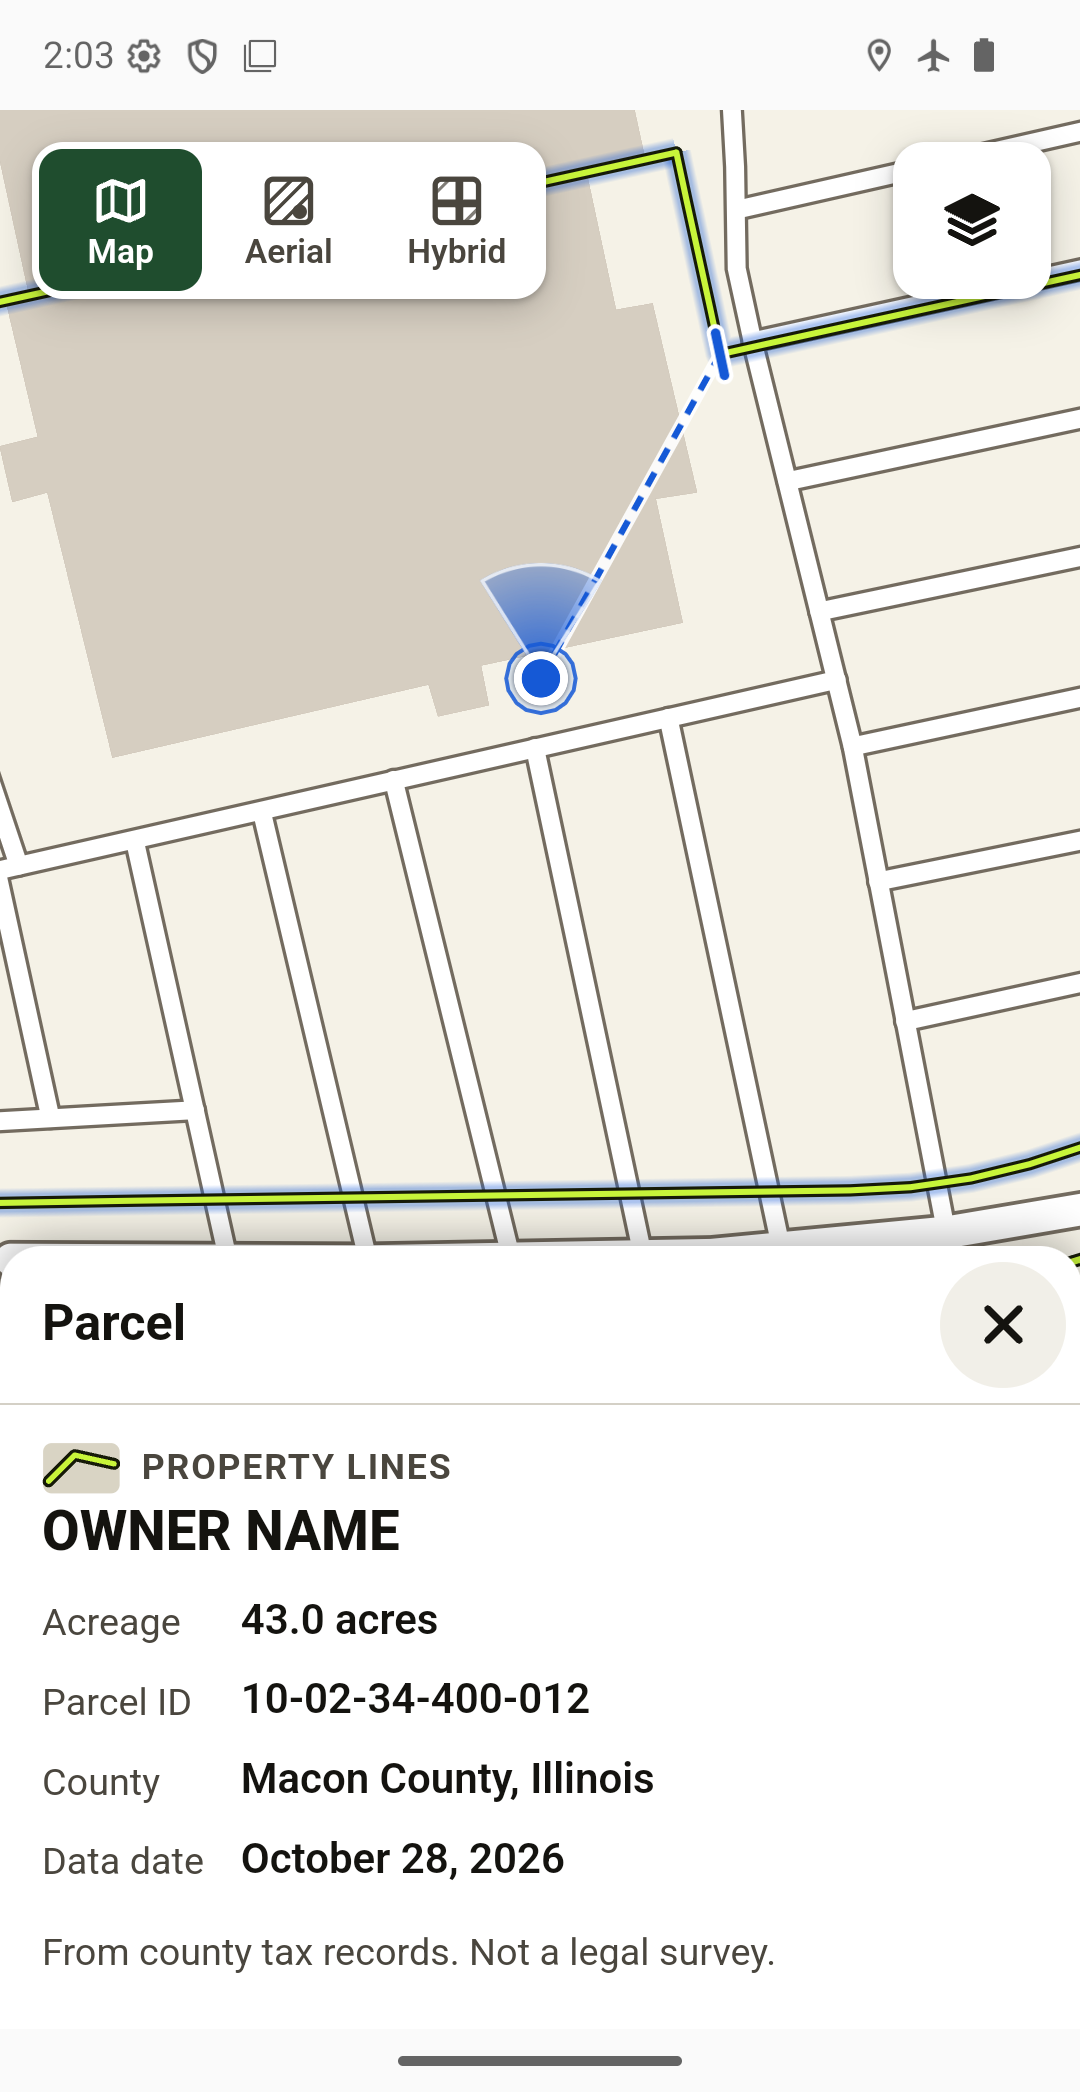 2:03
Map
Aerial
Hybrid
Parcel
PROPERTY LINES
OWNER NAME
Acreage 43.0 acres
Parcel ID 10-02-34-400-012
County Macon County, Illinois
Data date October 28, 2026
From county tax records. Not a legal survey.